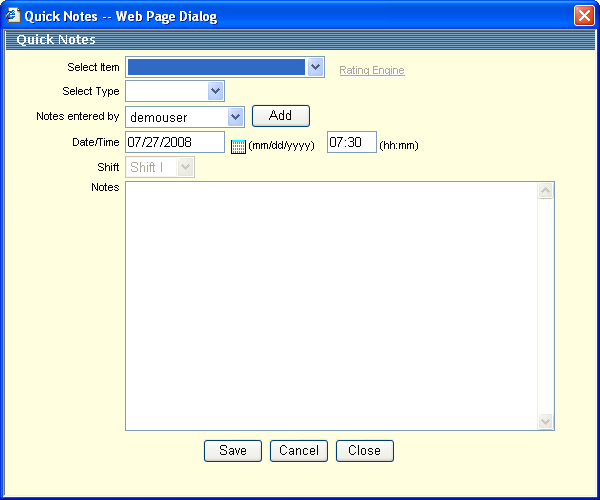 Quick Notes -- Web Page Dialog
Quick Notes
Select Item Rating Engine
Select Type
Notes entered by demouser Add
Date/Time 07/27/2008 (mm/dd/yyyy) 07:30 (hh:mm)
Shift Shift I
Notes
Save Cancel Close